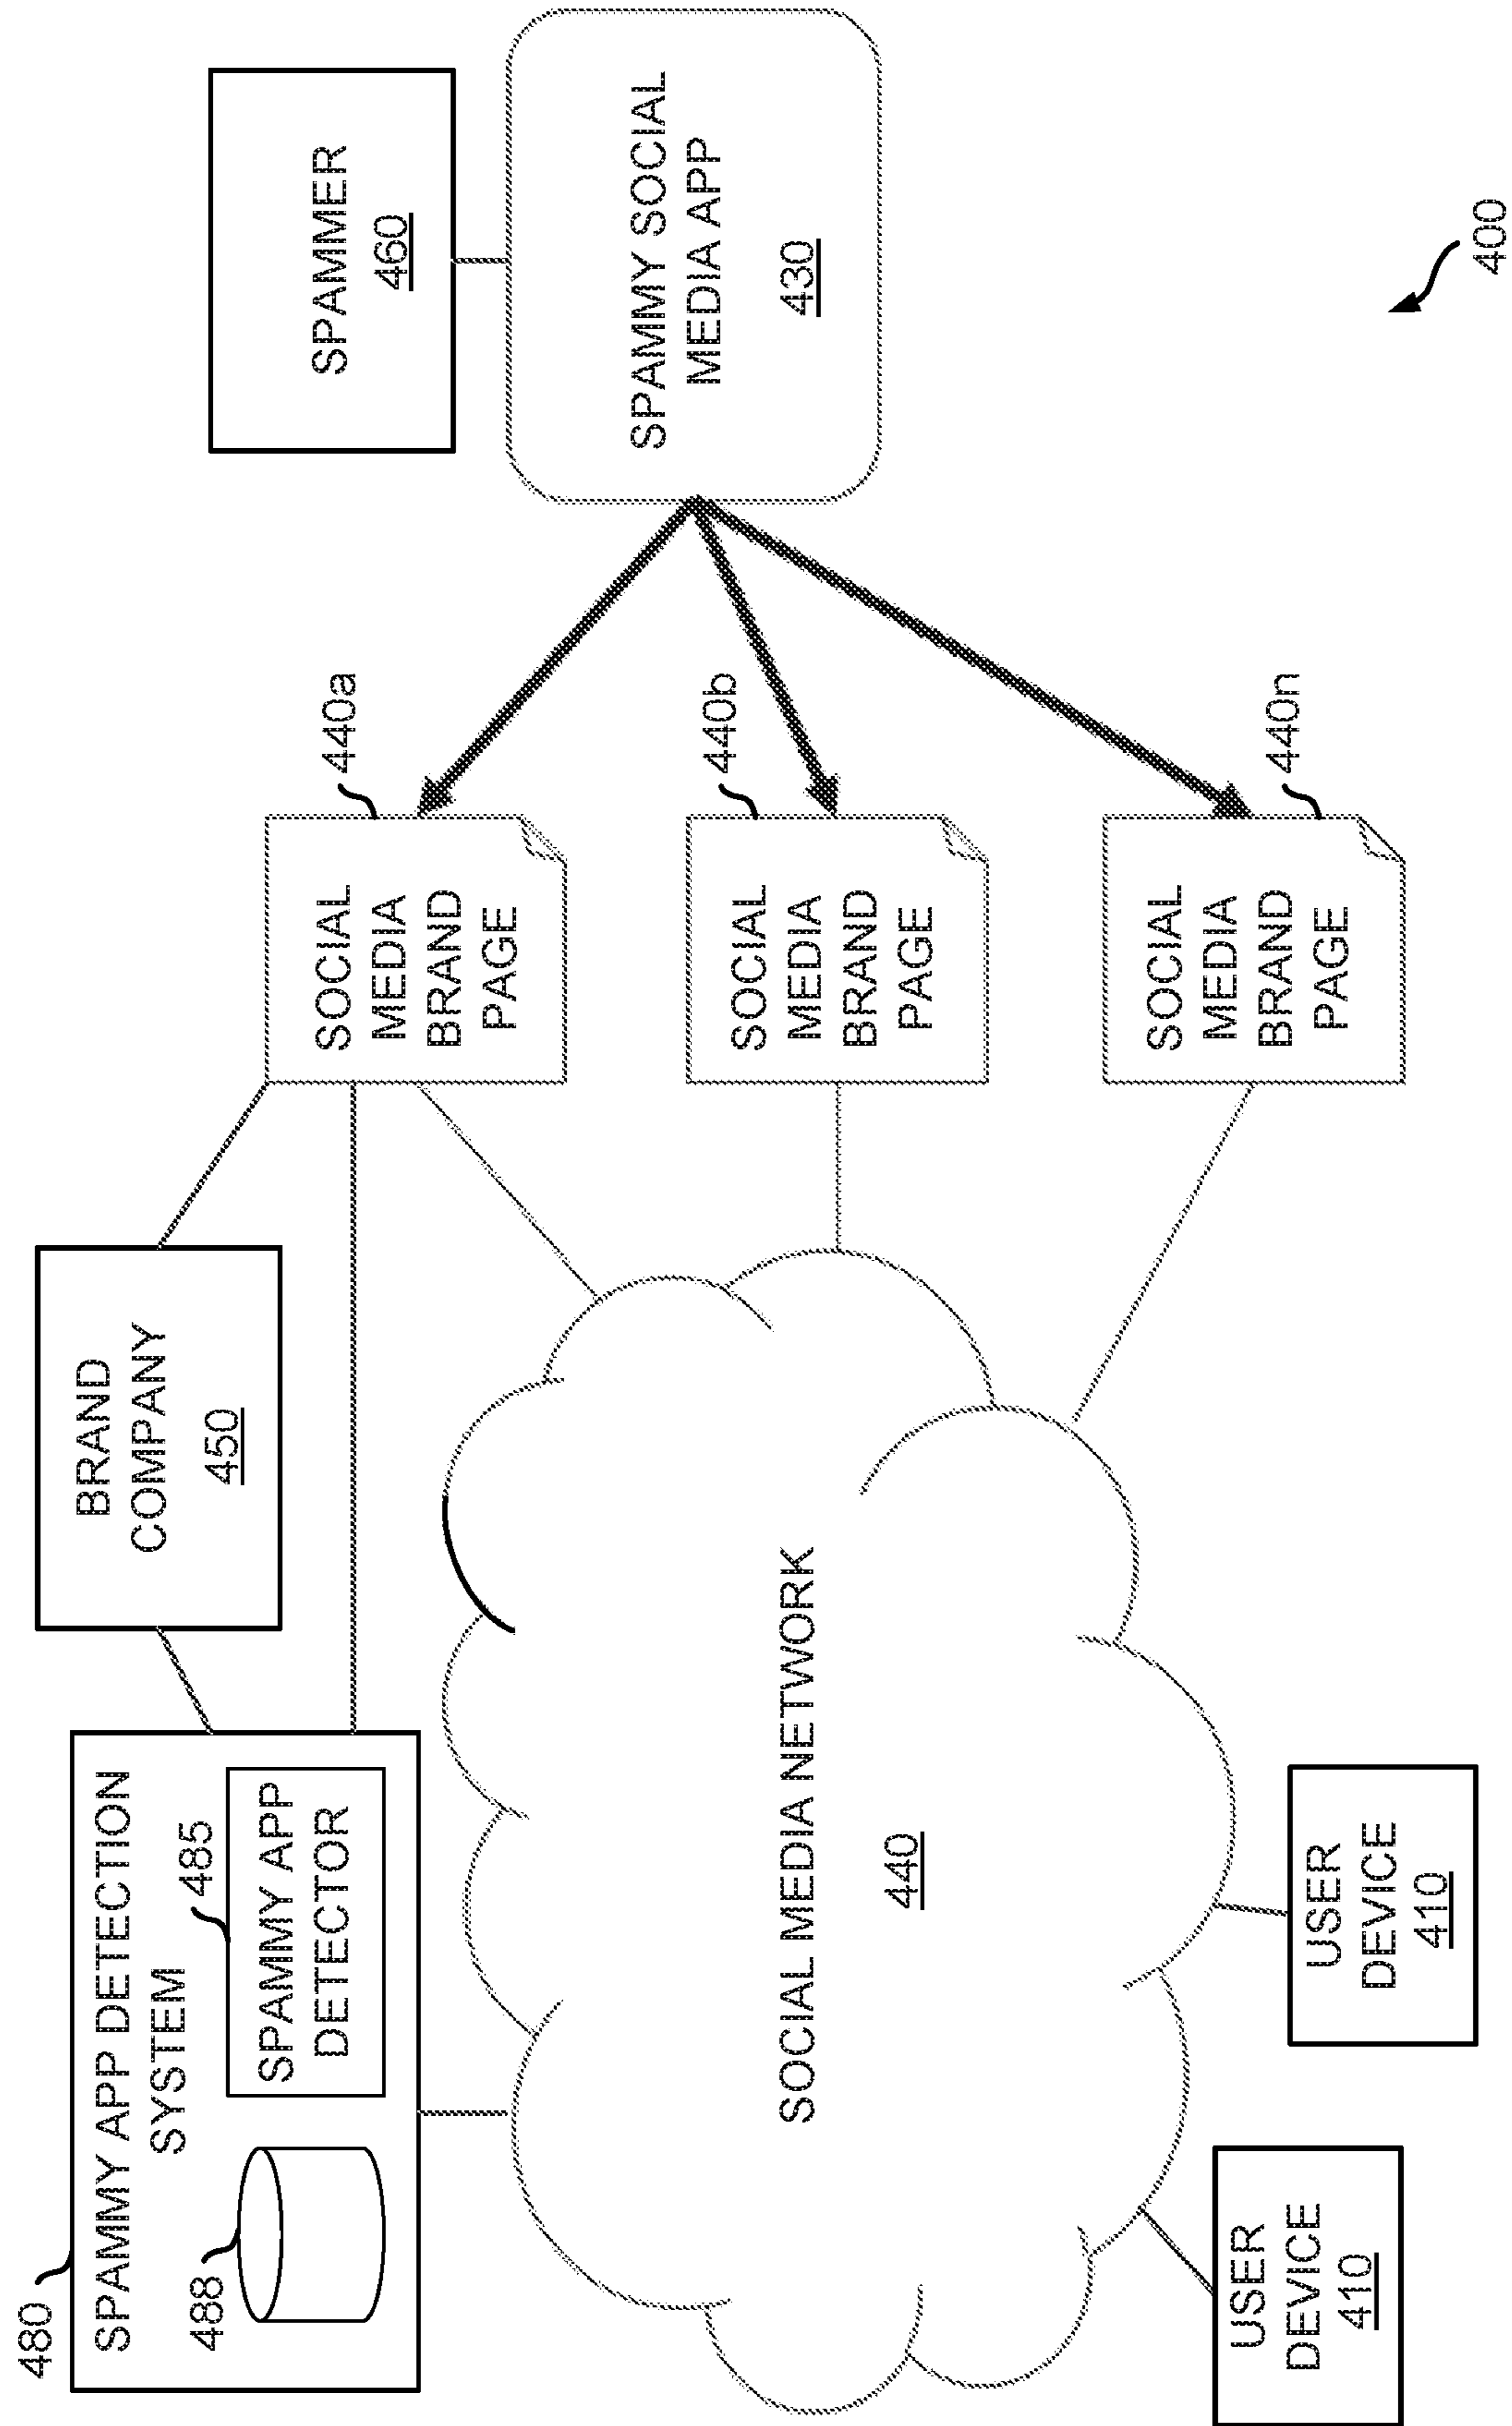 480
SPAMMY APP DETECTION
SYSTEM
488
485
SPAMMY APP
DETECTOR
BRAND
COMPANY
450
SPAMMER
460
SPAMMY SOCIAL
MEDIA APP
430
SOCIAL
MEDIA
BRAND
PAGE
440a
SOCIAL
MEDIA
BRAND
PAGE
440b
SOCIAL
MEDIA
BRAND
PAGE
440n
SOCIAL MEDIA NETWORK
440
USER
DEVICE
410
USER
DEVICE
410
400